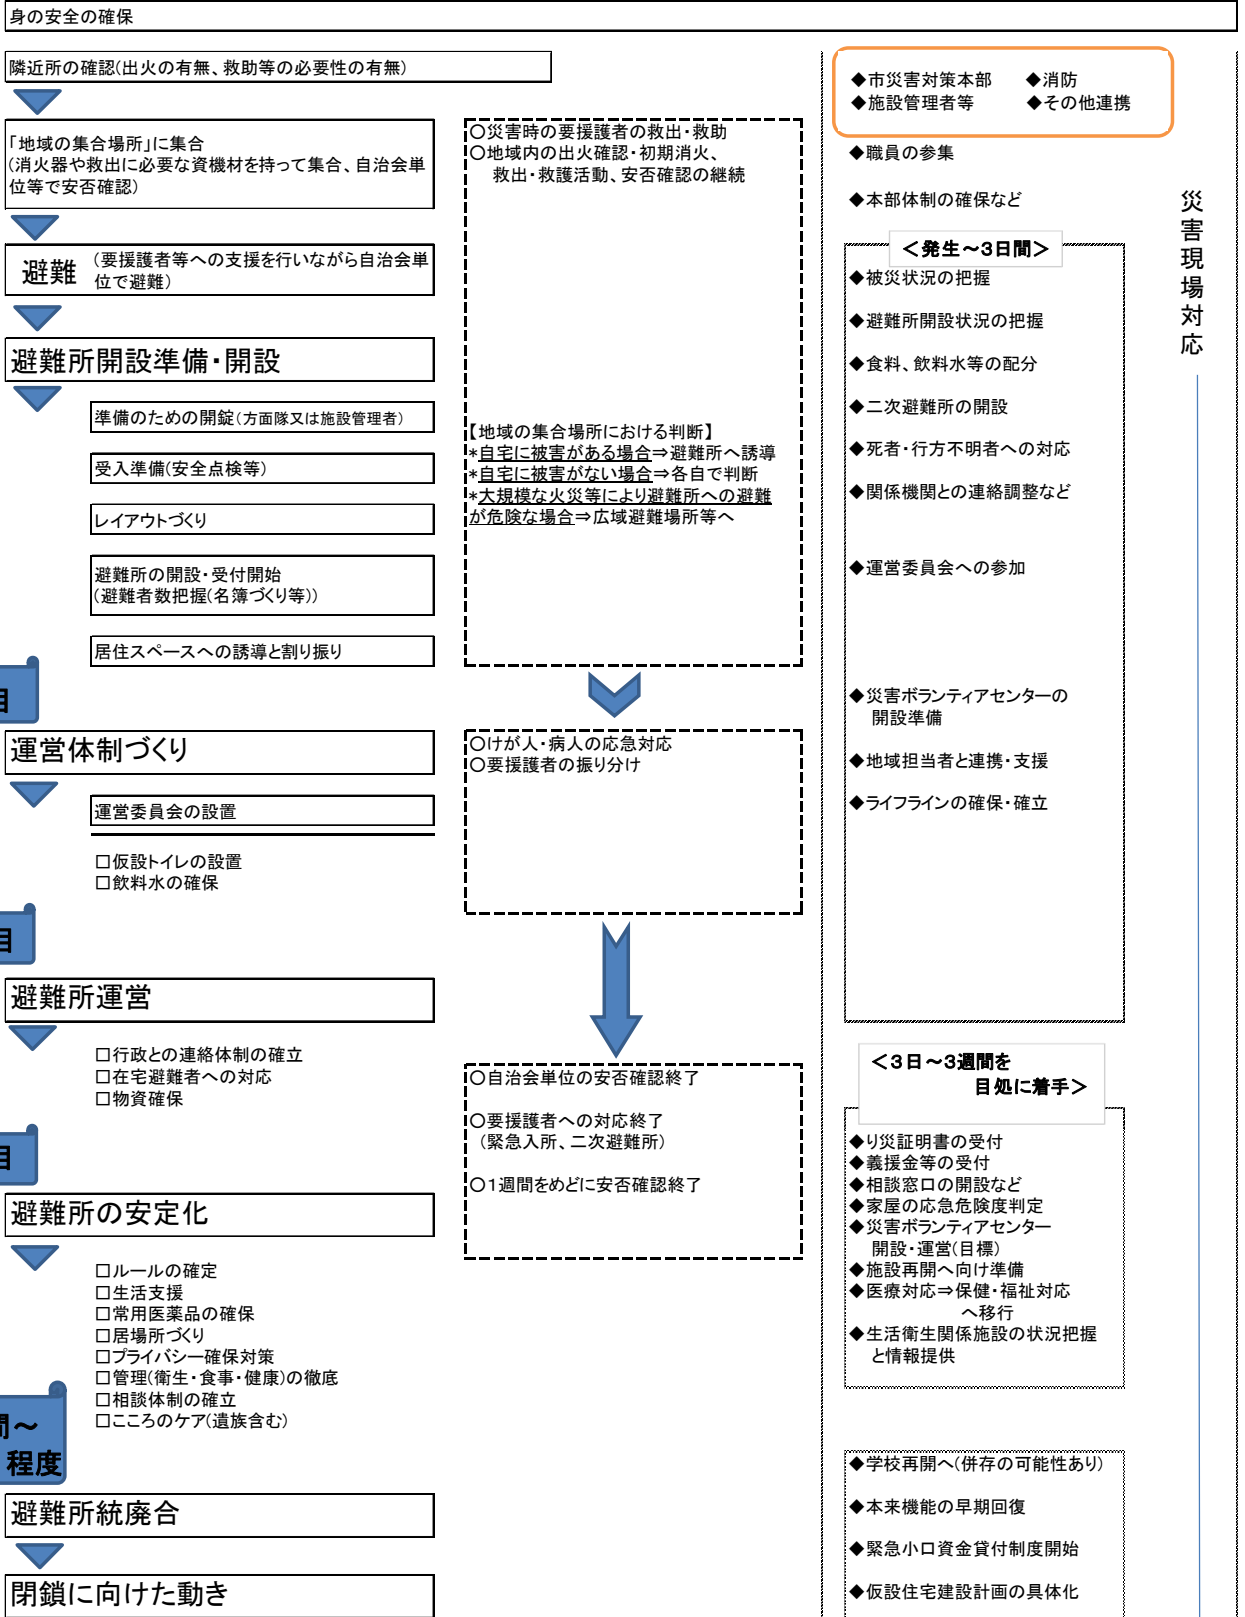 身の安全の確保
隣近所の確認(出火の有無、救助等の必要性の有無)
「地域の集合場所」に集合
(消火器や救出に必要な資機材を持って集合、自治会単
位等で安否確認)
避難
(要援護者等への支援を行いながら自治会単
位で避難)
避難所開設準備・開設
準備のための開錠(方面隊又は施設管理者)
受入準備(安全点検等)
レイアウトづくり
避難所の開設・受付開始
(避難者数把握(名簿づくり等))
居住スペースへの誘導と割り振り
目
運営体制づくり
運営委員会の設置
□仮設トイレの設置
□飲料水の確保
目
避難所運営
□行政との連絡体制の確立
□在宅避難者への対応
□物資確保
目
避難所の安定化
□ルールの確定
□生活支援
□常用医薬品の確保
□居場所づくり
□プライバシー確保対策
□管理(衛生・食事・健康)の徹底
□相談体制の確立
□こころのケア(遺族含む)
間～
程度
避難所統廃合
閉鎖に向けた動き
○災害時の要援護者の救出・救助
○地域内の出火確認・初期消火、
救出・救護活動、安否確認の継続
【地域の集合場所における判断】
*自宅に被害がある場合⇒避難所へ誘導
*自宅に被害がない場合⇒各自で判断
*大規模な火災等により避難所への避難
が危険な場合⇒広域避難場所等へ
○けが人・病人の応急対応
○要援護者の振り分け
○自治会単位の安否確認終了
○要援護者への対応終了
(緊急入所、二次避難所)
○1週間をめどに安否確認終了
◆市災害対策本部 ◆消防
◆施設管理者等 ◆その他連携
◆職員の参集
◆本部体制の確保など
＜発生～3日間＞
◆被災状況の把握
◆避難所開設状況の把握
◆食料、飲料水等の配分
◆二次避難所の開設
◆死者・行方不明者への対応
◆関係機関との連絡調整など
◆運営委員会への参加
◆災害ボランティアセンターの
開設準備
◆地域担当者と連携・支援
◆ライフラインの確保・確立
＜3日～3週間を
目処に着手＞
◆り災証明書の受付
◆義援金等の受付
◆相談窓口の開設など
◆家屋の応急危険度判定
◆災害ボランティアセンター
開設・運営(目標)
◆施設再開へ向け準備
◆医療対応⇒保健・福祉対応
へ移行
◆生活衛生関係施設の状況把握
と情報提供
◆学校再開へ(併存の可能性あり)
◆本来機能の早期回復
◆緊急小口資金貸付制度開始
◆仮設住宅建設計画の具体化
災害現場対応